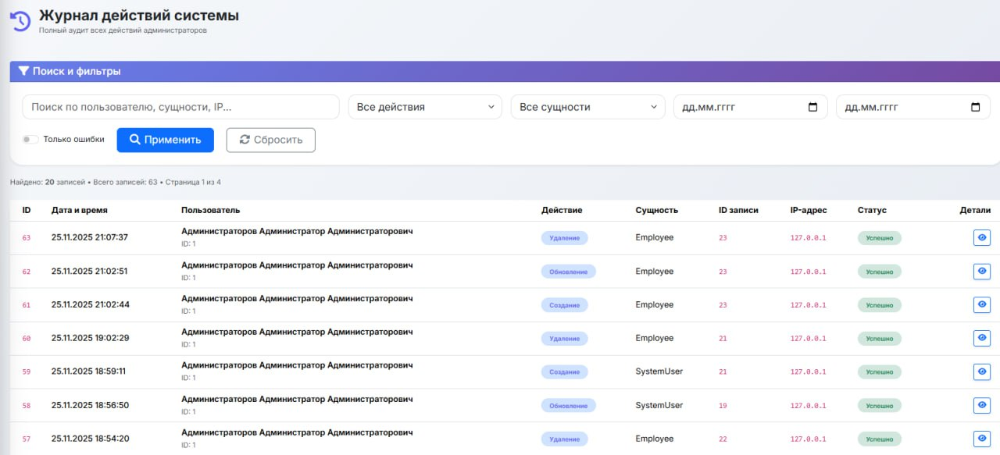 Журнал действий системы
Полный аудит всех действий администраторов
Поиск и фильтры
Поиск по пользователю, сущности, IP... Все действия Все сущности дд.мм.гггг дд.мм.гггг
Только ошибки Применить Сбросить
Найдено: 20 записей • Всего записей: 63 • Страница 1 из 4
ID Дата и время Пользователь Действие Сущность ID записи IP-адрес Статус Детали
63 25.11.2025 21:07:37 Администраторов Администратор Администраторович Удаление Employee 23 127.0.0.1 Успешно
ID: 1
62 25.11.2025 21:02:51 Администраторов Администратор Администраторович Обновление Employee 23 127.0.0.1 Успешно
ID: 1
61 25.11.2025 21:02:44 Администраторов Администратор Администраторович Создание Employee 23 127.0.0.1 Успешно
ID: 1
60 25.11.2025 19:02:29 Администраторов Администратор Администраторович Удаление Employee 21 127.0.0.1 Успешно
ID: 1
59 25.11.2025 18:59:11 Администраторов Администратор Администраторович Создание SystemUser 21 127.0.0.1 Успешно
ID: 1
58 25.11.2025 18:56:50 Администраторов Администратор Администраторович Обновление SystemUser 19 127.0.0.1 Успешно
ID: 1
57 25.11.2025 18:54:20 Администраторов Администратор Администраторович Удаление Employee 22 127.0.0.1 Успешно
ID: 1